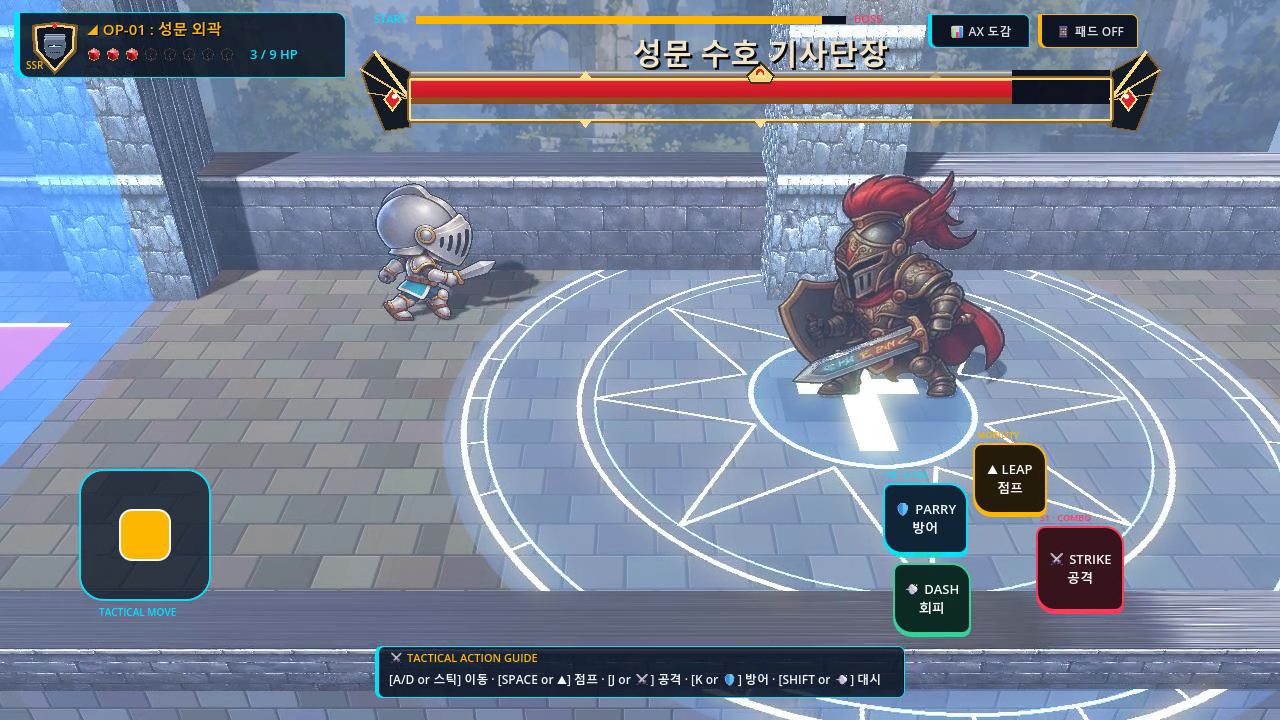 ◢ OP-01 : 성문 외곽
SSR
3 / 9 HP
START
BOSS
성문 수호 기사단장
📊 AX 도감
패드 OFF
MOBILITY
▲ LEAP
점프
PARRY
방어
S1 · COMBO
STRIKE
공격
DASH
회피
TACTICAL MOVE
⚔ TACTICAL ACTION GUIDE
[A/D or 스틱] 이동 · [SPACE or ▲] 점프 · [J or ⚔] 공격 · [K or 🛡] 방어 · [SHIFT or 💨] 대시